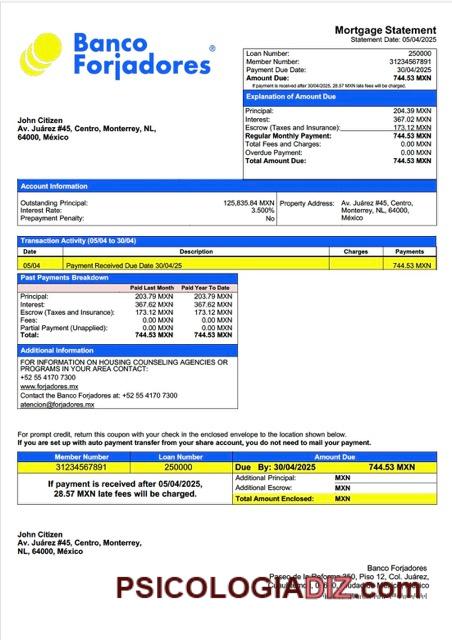 Mortgage Statement
Statement Date: 05/04/2025
Banco
Forjadores®
Loan Number: 250000
Member Number: 31234567891
Payment Due Date: 30/04/2025
Amount Due: 744.53 MXN
If payment is received after 30/04/2025, 28.57 MXN late fees will be charged.
Explanation of Amount Due
Principal: 204.39 MXN
Interest: 367.02 MXN
Escrow (Taxes and Insurance): 173.12 MXN
Regular Monthly Payment: 744.53 MXN
Total Fees and Charges: 0.00 MXN
Overdue Payment: 0.00 MXN
Total Amount Due: 744.53 MXN
John Citizen
Av. Juárez #45, Centro, Monterrey, NL,
64000, México
Account Information
Outstanding Principal: 125,835.84 MXN
Interest Rate: 3.500%
Prepayment Penalty: No
Property Address: Av. Juárez #45, Centro,
Monterrey, NL, 64000,
México
Transaction Activity (05/04 to 30/04)
Date Description Charges Payments
05/04 Payment Received Due Date 30/04/25 744.53 MXN
Past Payments Breakdown
Paid Last Month Paid Year To Date
Principal: 203.79 MXN 203.79 MXN
Interest: 367.62 MXN 367.62 MXN
Escrow (Taxes and Insurance): 173.12 MXN 173.12 MXN
Fees: 0.00 MXN 0.00 MXN
Partial Payment (Unapplied): 0.00 MXN 0.00 MXN
Total: 744.53 MXN 744.53 MXN
Additional Information
FOR INFORMATION ON HOUSING COUNSELING AGENCIES OR
PROGRAMS IN YOUR AREA CONTACT:
+52 55 4170 7300
www.forjadores.mx
Contact the Banco Forjadores at: +52 55 4170 7300
atencion@forjadores.mx
For prompt credit, return this coupon with your check in the enclosed envelope to the location shown below.
If you are set up with auto payment transfer from your share account, you do not need to mail your payment.
Member Number Loan Number Amount Due
31234567891 250000 Due By: 30/04/2025 744.53 MXN
If payment is received after 05/04/2025,
28.57 MXN late fees will be charged.
Additional Principal: MXN
Additional Escrow: MXN
Total Amount Enclosed: MXN
John Citizen
Av. Juárez #45, Centro, Monterrey,
NL, 64000, México
Banco Forjadores
Paseo de la Reforma 350, Piso 12, Col. Juárez,
PSICOLOGIADIZ.com